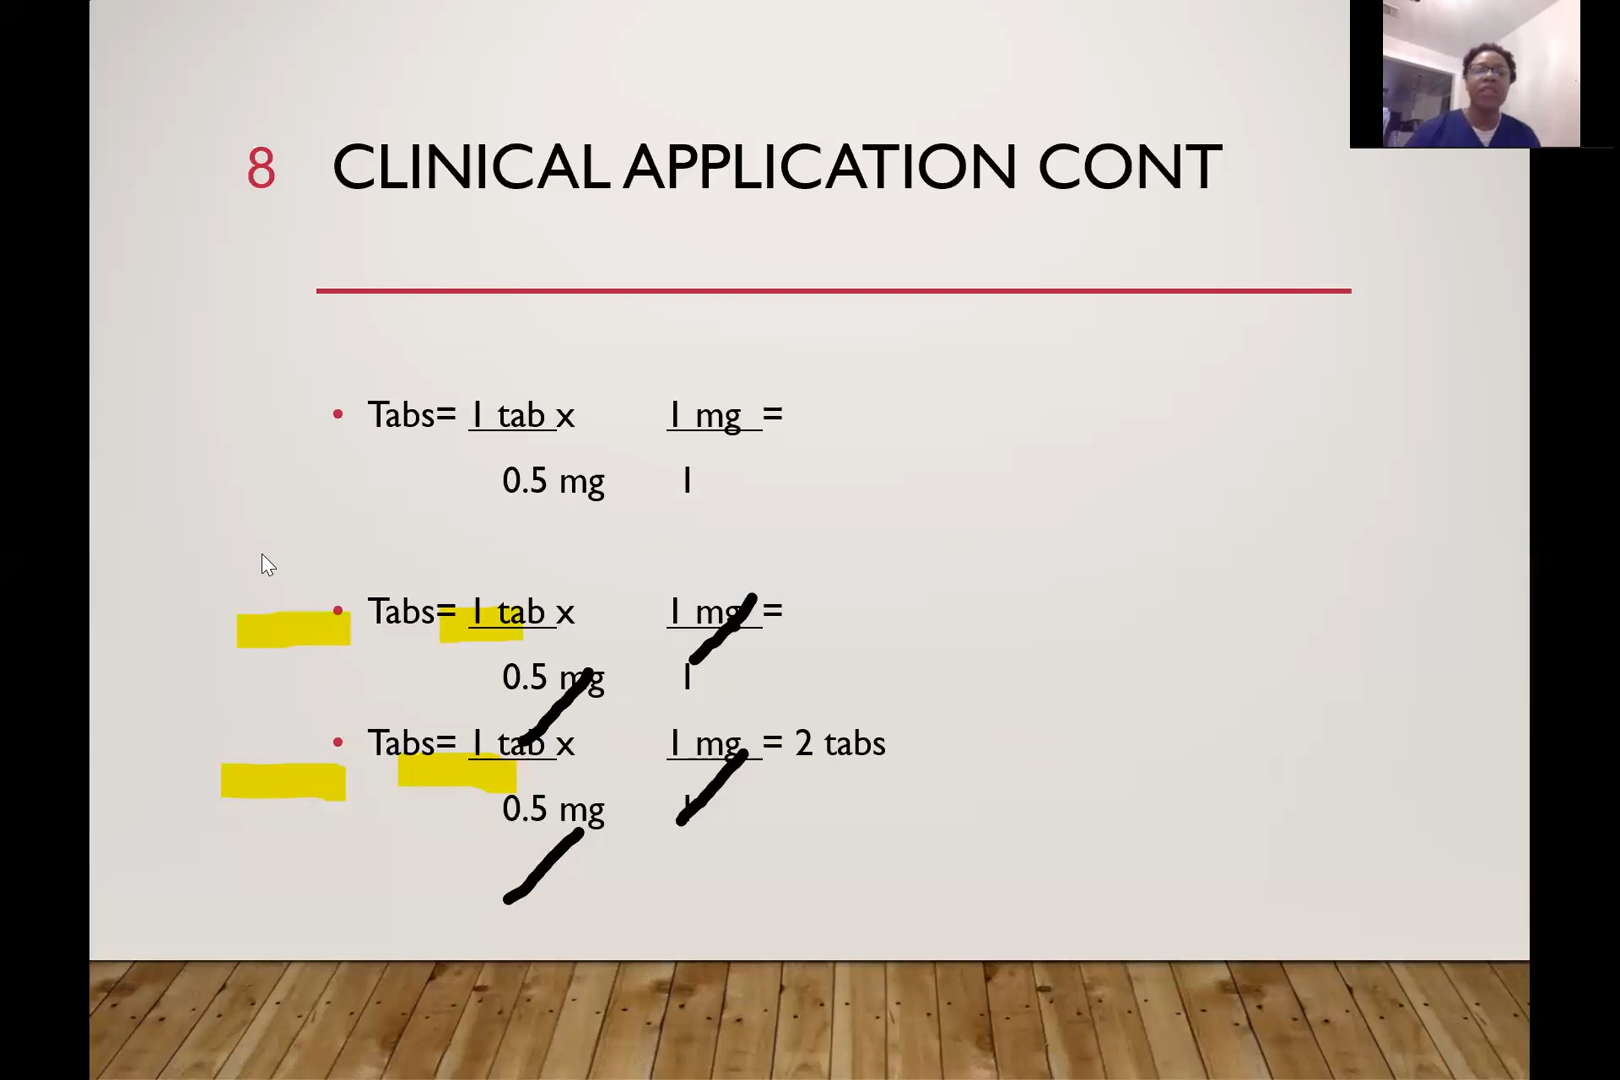 8 CLINICAL APPLICATION CONT
• Tabs= 1 tab x 1 mg =
0.5 mg 1
• Tabs= 1 tab x 1 mg =
0.5 mg 1
• Tabs= 1 tab x 1 mg = 2 tabs
0.5 mg 1